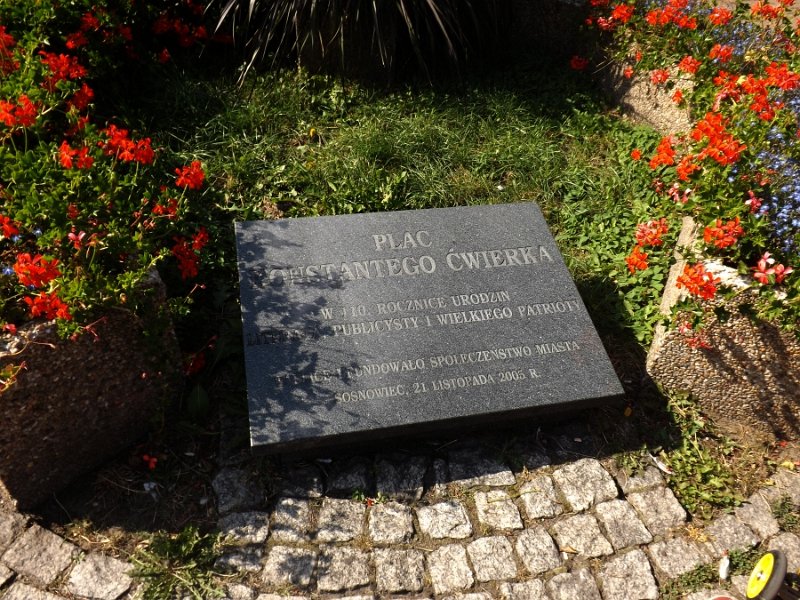 PLAC
KONSTANTEGO ĆWIERKA
W 110. ROCZNICĘ URODZIN
PUBLICYSTY I WIELKIEGO PATRIOTY
UFUNDOWAŁO SPOŁECZEŃSTWO MIASTA
SOSNOWIEC, 21 LISTOPADA 2005 R.